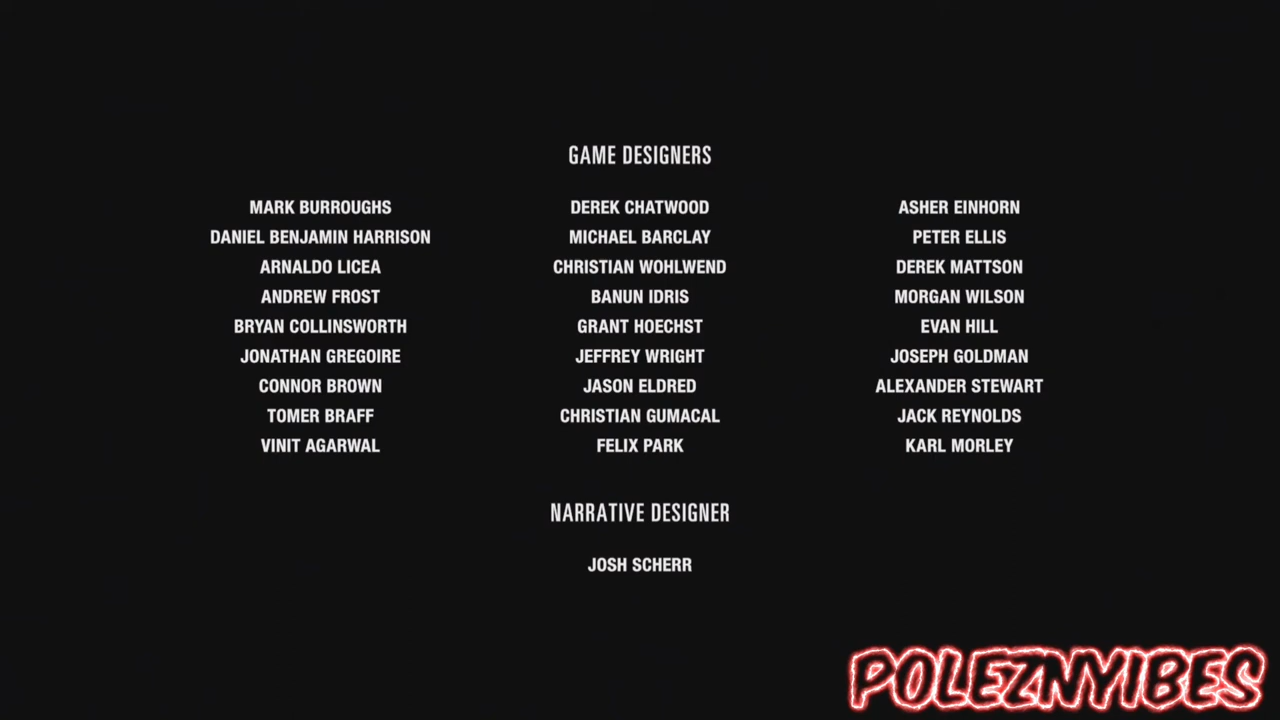 GAME DESIGNERS
MARK BURROUGHS
DANIEL BENJAMIN HARRISON
ARNALDO LICEA
ANDREW FROST
BRYAN COLLINSWORTH
JONATHAN GREGOIRE
CONNOR BROWN
TOMER BRAFF
VINIT AGARWAL
DEREK CHATWOOD
MICHAEL BARCLAY
CHRISTIAN WOHLWEND
BANUN IDRIS
GRANT HOECHST
JEFFREY WRIGHT
JASON ELDRED
CHRISTIAN GUMACAL
FELIX PARK
ASHER EINHORN
PETER ELLIS
DEREK MATTSON
MORGAN WILSON
EVAN HILL
JOSEPH GOLDMAN
ALEXANDER STEWART
JACK REYNOLDS
KARL MORLEY
NARRATIVE DESIGNER
JOSH SCHERR
POLEZNYIBES